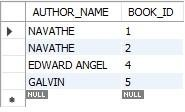 AUTHOR_NAME BOOK_ID
NAVATHE 1
NAVATHE 2
EDWARD ANGEL 4
GALVIN 5
NULL NULL